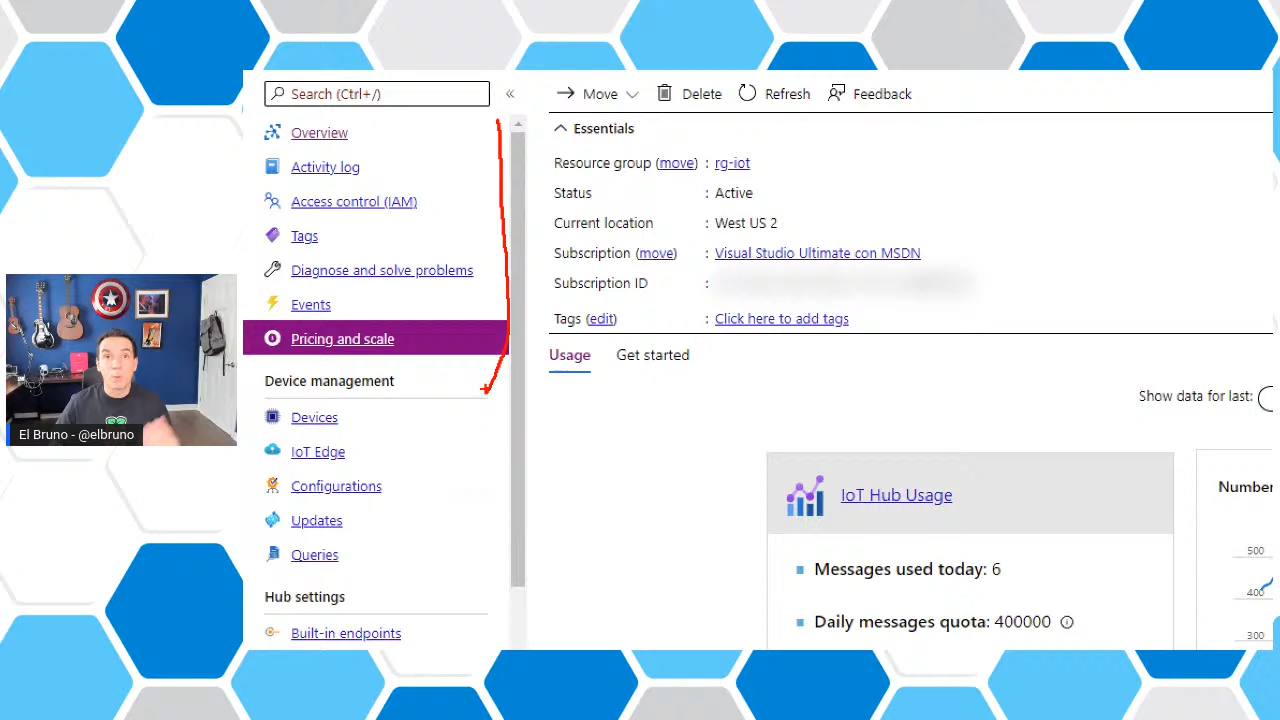 Search (Ctrl+/)
«
Overview
Activity log
Access control (IAM)
Tags
Diagnose and solve problems
Events
Pricing and scale
Device management
Devices
IoT Edge
Configurations
Updates
Queries
Hub settings
Built-in endpoints
Move
Delete
Refresh
Feedback
Essentials
Resource group (move) : rg-iot
Status : Active
Current location : West US 2
Subscription (move) : Visual Studio Ultimate con MSDN
Subscription ID :
Tags (edit) : Click here to add tags
Usage
Get started
Show data for last:
IoT Hub Usage
Messages used today: 6
Daily messages quota: 400000
Number
500
400
300
El Bruno - @elbruno